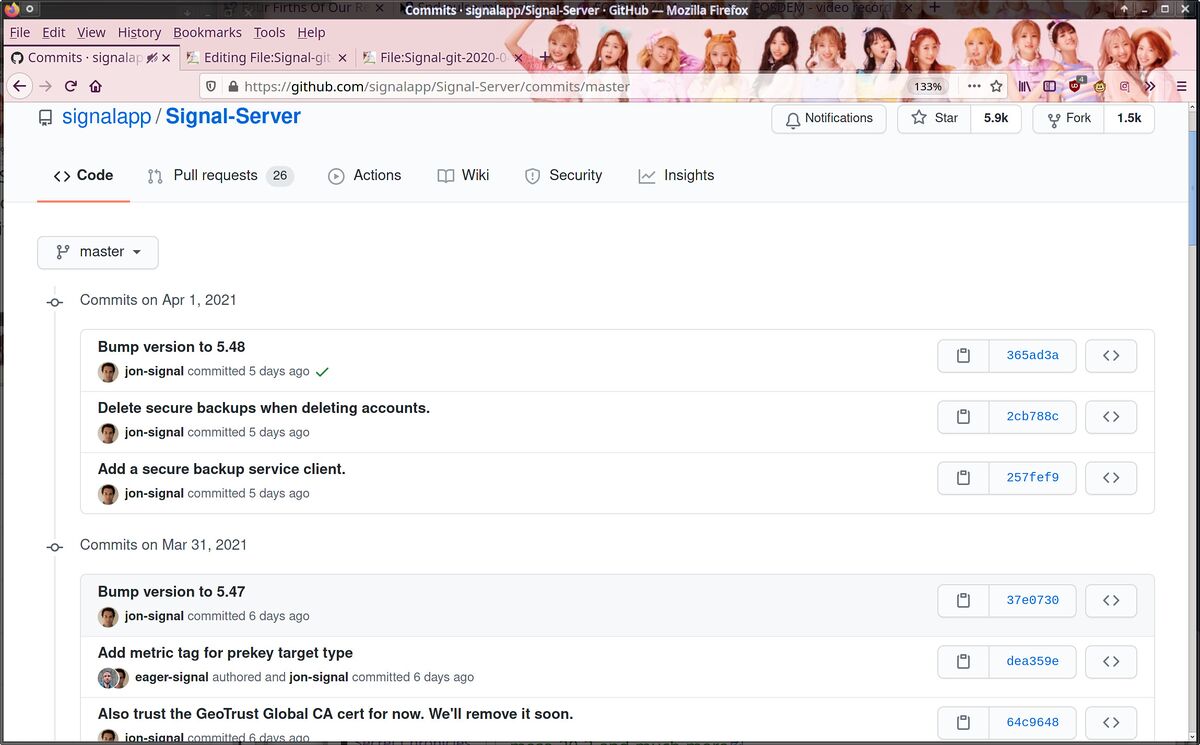 Commits · signalapp/Signal-Server · GitHub — Mozilla Firefox
File Edit View History Bookmarks Tools Help
Commits · signalap
Editing File:Signal-git
File:Signal-git-2020-0
https://github.com/signalapp/Signal-Server/commits/master
133%
4
signalapp / Signal-Server
Notifications
Star 5.9k
Fork 1.5k
Code
Pull requests 26
Actions
Wiki
Security
Insights
master
Commits on Apr 1, 2021
Bump version to 5.48
365ad3a
jon-signal committed 5 days ago
Delete secure backups when deleting accounts.
2cb788c
jon-signal committed 5 days ago
Add a secure backup service client.
257fef9
jon-signal committed 5 days ago
Commits on Mar 31, 2021
Bump version to 5.47
37e0730
jon-signal committed 6 days ago
Add metric tag for prekey target type
dea359e
eager-signal authored and jon-signal committed 6 days ago
Also trust the GeoTrust Global CA cert for now. We'll remove it soon.
64c9648
jon-signal committed 6 days ago